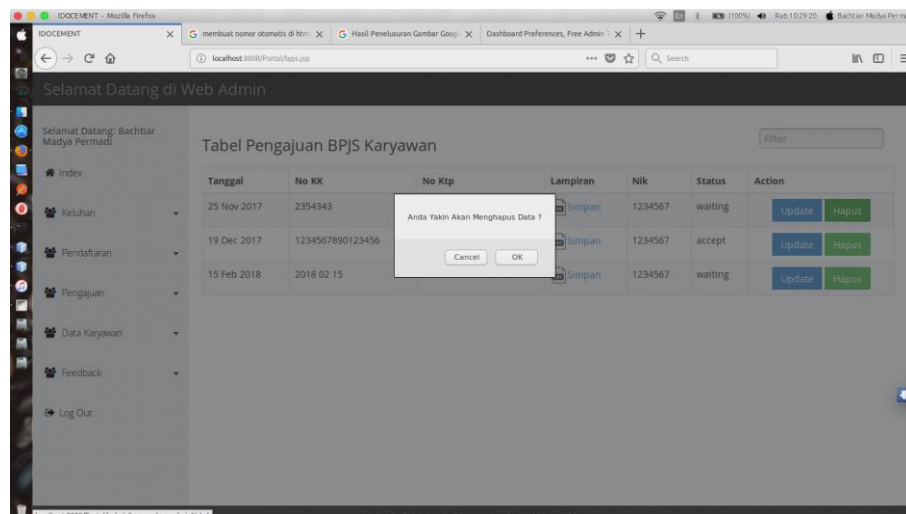 IDOCEMENT - Mozilla Firefox
(100%) Rab 10:29:20 Bachtiar Madya Perma
IDOCEMENT
membuat nomor otomatis di html
Hasil Penelusuran Gambar Googl
Dashboard Preferences, Free Admin T
localhost:8808/Portal/bpjs.jsp
Search
Selamat Datang di Web Admin
Selamat Datang: Bachtiar
Madya Permadi
Index
Keluhan
Pendaftaran
Pengajuan
Data Karyawan
Feedback
Log Out
Tabel Pengajuan BPJS Karyawan
Filter
Tanggal No KK No Ktp Lampiran Nik Status Action
25 Nov 2017 2354343 Simpan 1234567 waiting Update Hapus
19 Dec 2017 1234567890123456 Simpan 1234567 accept Update Hapus
15 Feb 2018 2018 02 15 Simpan 1234567 waiting Update Hapus
Anda Yakin Akan Menghapus Data ?
Cancel OK